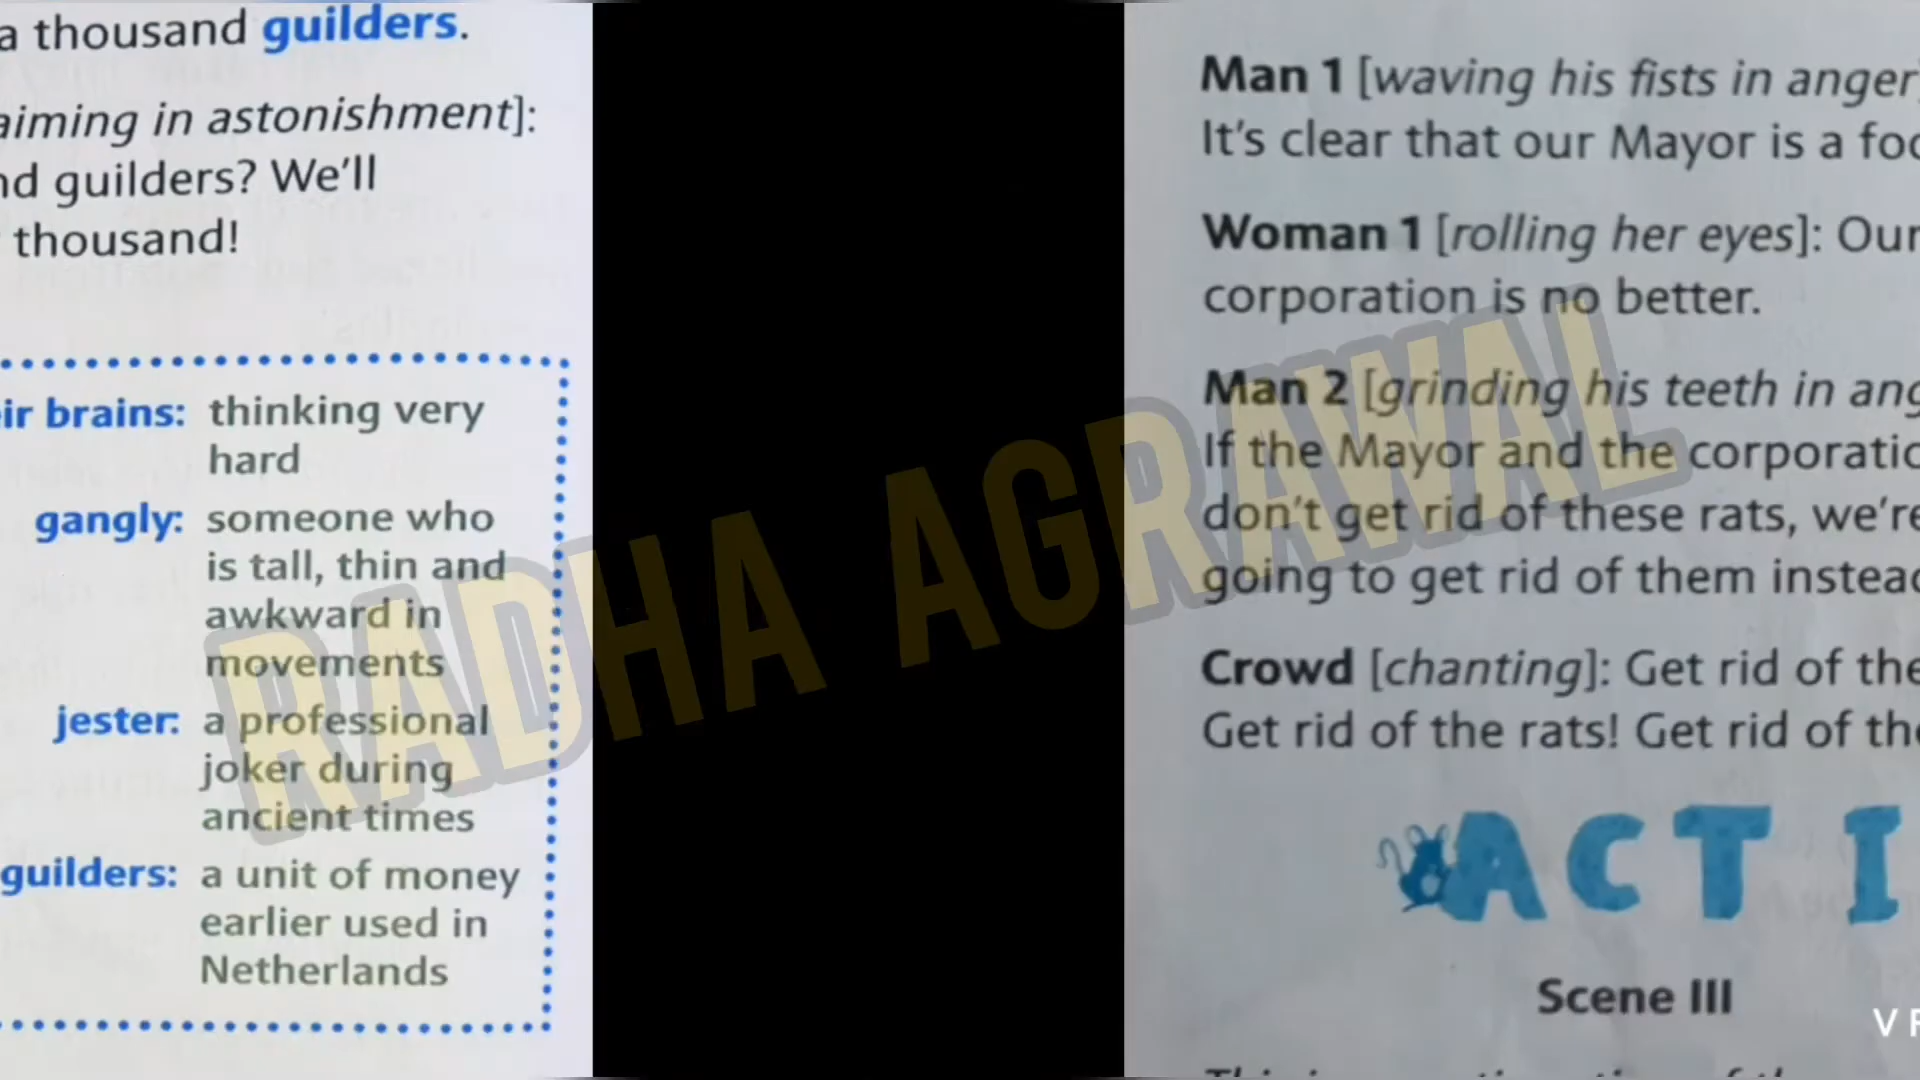 a thousand guilders.
aiming in astonishment]:
nd guilders? We'll
thousand!
ir brains: thinking very
hard
gangly: someone who
is tall, thin and
awkward in
movements
jester: a professional
joker during
ancient times
guilders: a unit of money
earlier used in
Netherlands
RADHA AGRAWAL
Man 1 [waving his fists in anger
It's clear that our Mayor is a foo
Woman 1 [rolling her eyes]: Our
corporation is no better.
Man 2 [grinding his teeth in ang
If the Mayor and the corporatio
don't get rid of these rats, we're
going to get rid of them instead
Crowd [chanting]: Get rid of the
Get rid of the rats! Get rid of the
ACT I
Scene III
V